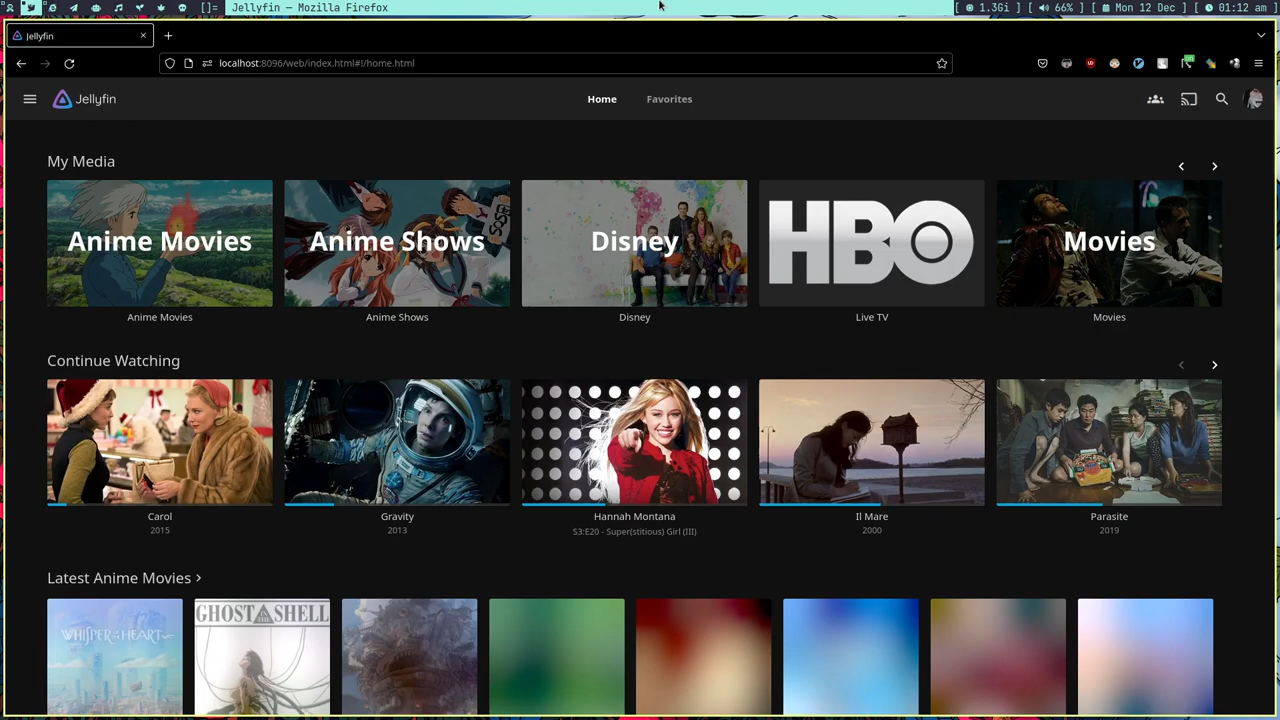 []= Jellyfin — Mozilla Firefox [ 1.3Gi ] [ 66% ] [ Mon 12 Dec ] [ 01:12 am ]
Jellyfin
localhost:8096/web/index.html#!/home.html
Jellyfin Home Favorites
My Media
Anime Movies Anime Shows Disney HBO Movies
Anime Movies Anime Shows Disney Live TV Movies
Continue Watching
Carol Gravity Hannah Montana Il Mare Parasite
2015 2013 S3:E20 - Super(stitious) Girl (III) 2000 2019
Latest Anime Movies
WHISPER OF THE HEART GHOST IN THE SHELL